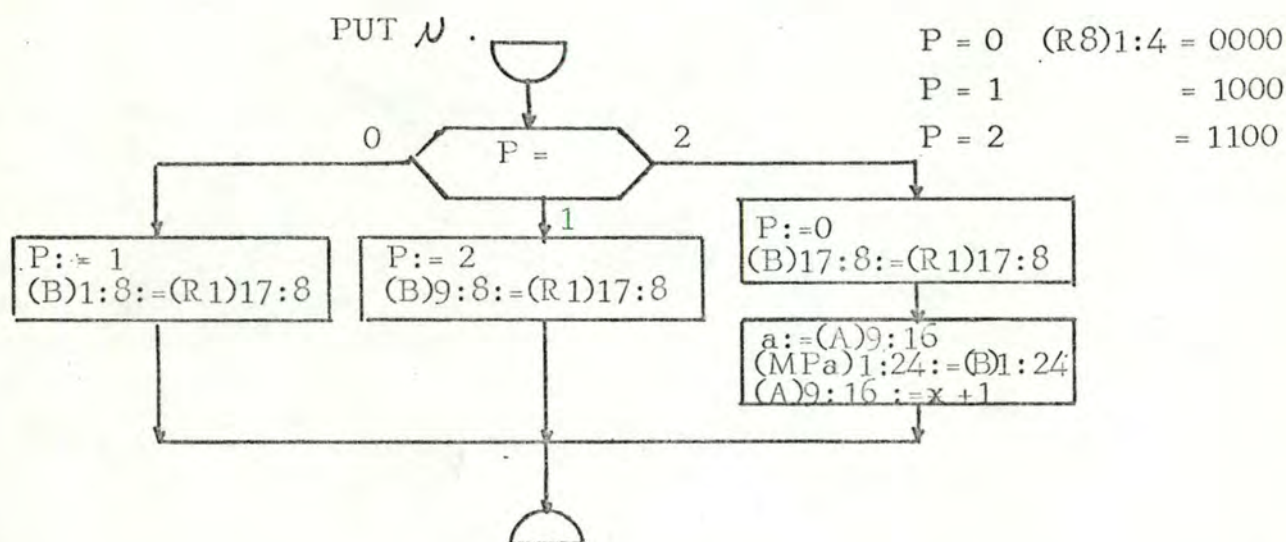 PUT N .
P = 0 (R8)1:4 = 0000
P = 1 = 1000
P = 2 = 1100
0
P =
2
1
P:= 1
(B)1:8:=(R1)17:8
P:= 2
(B)9:8:=(R1)17:8
P:=0
(B)17:8:=(R1)17:8
a:=(A)9:16
(MPa)1:24:=(B)1:24
(A)9:16 :=x +1